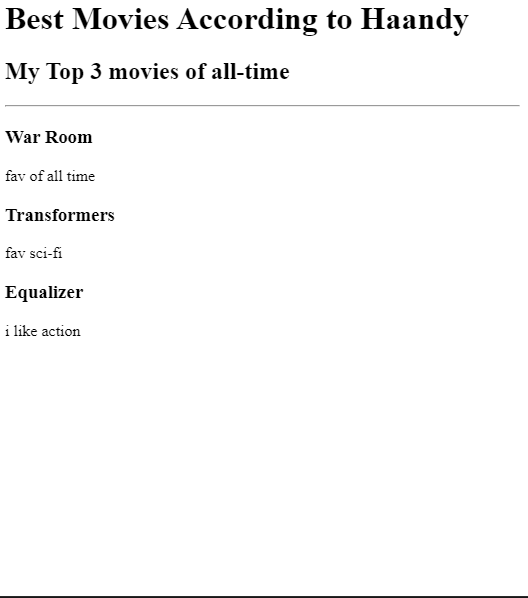 Best Movies According to Haandy
My Top 3 movies of all-time
War Room
fav of all time
Transformers
fav sci-fi
Equalizer
i like action